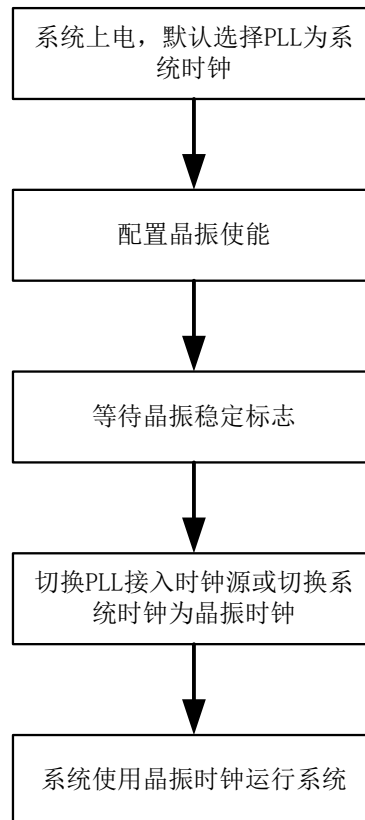 系统上电，默认选择PLL为系
统时钟
配置晶振使能
等待晶振稳定标志
切换PLL接入时钟源或切换系
统时钟为晶振时钟
系统使用晶振时钟运行系统